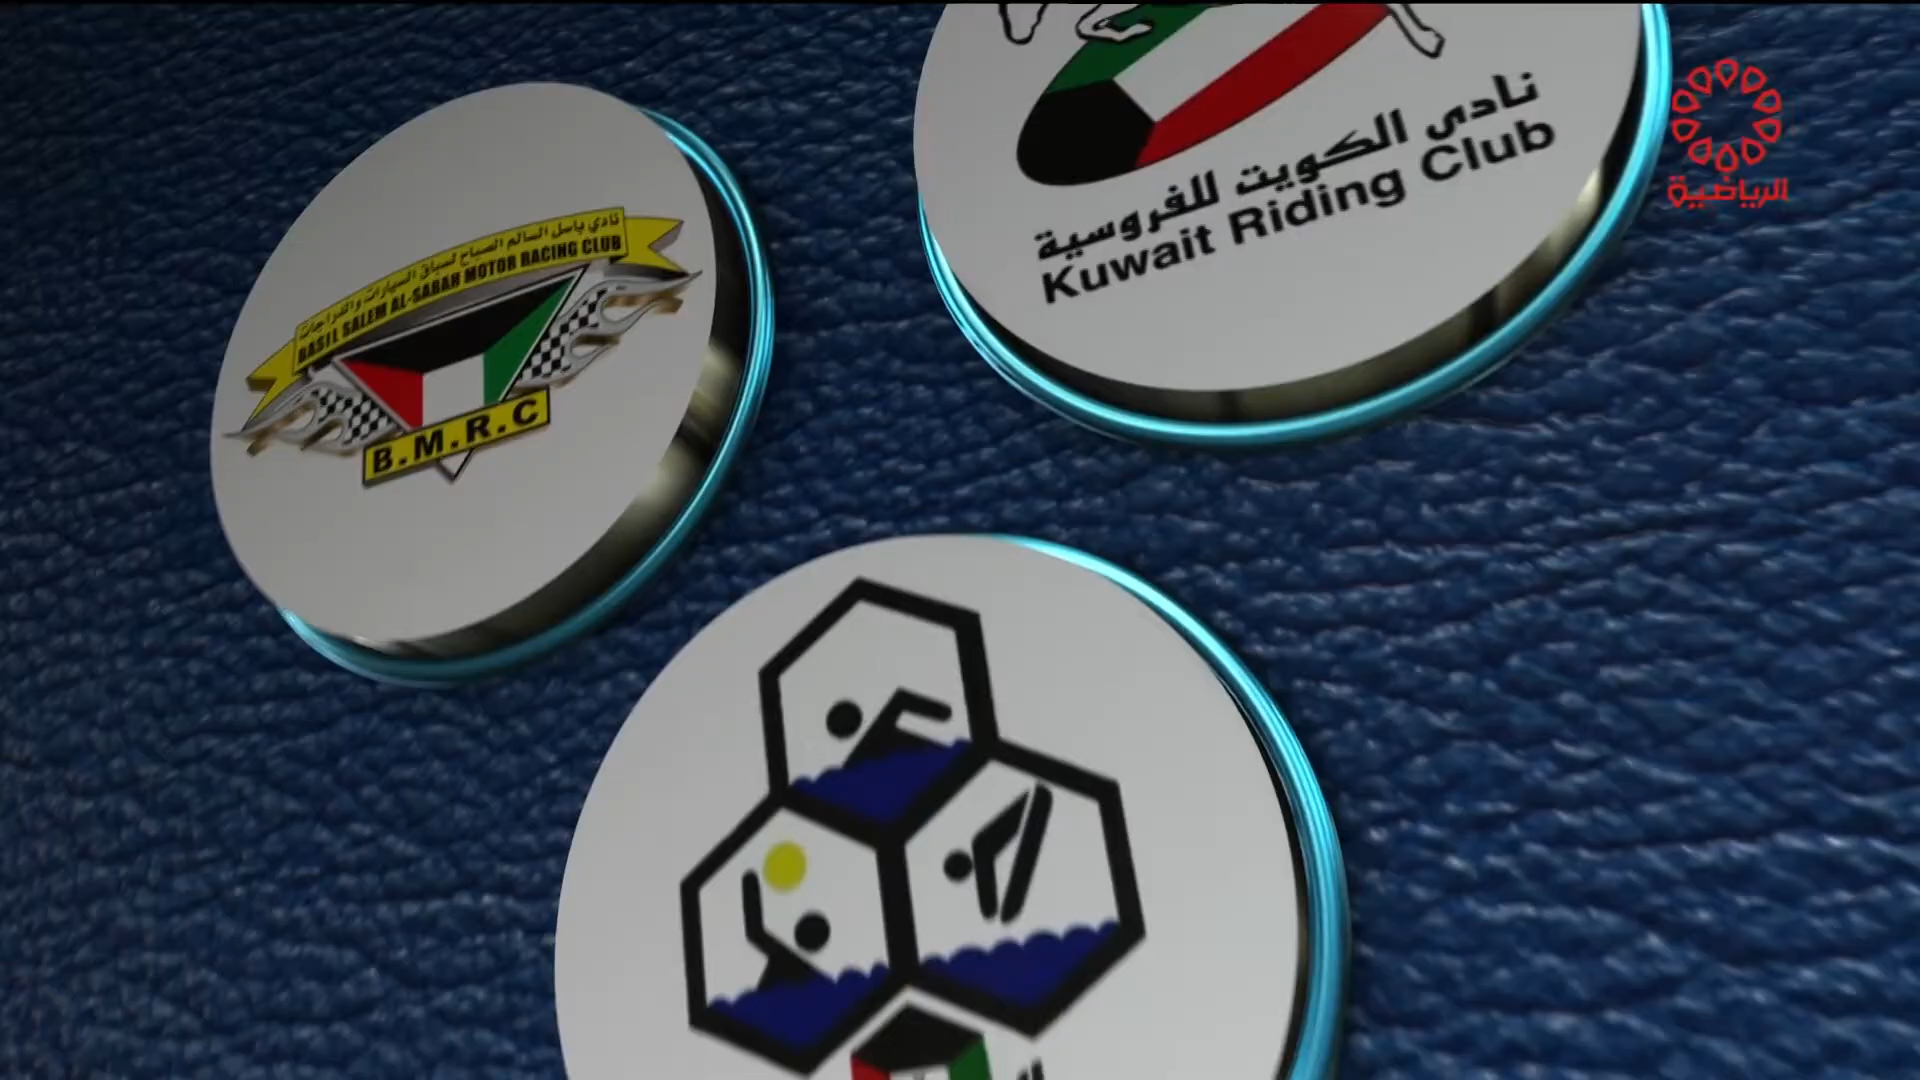 نادي باسل السالم الصباح لسباق السيارات والدراجات
BASIL SALEM AL-SABAH MOTOR RACING CLUB
B.M.R.C
نادي الكويت للفروسية
Kuwait Riding Club
الرياضية